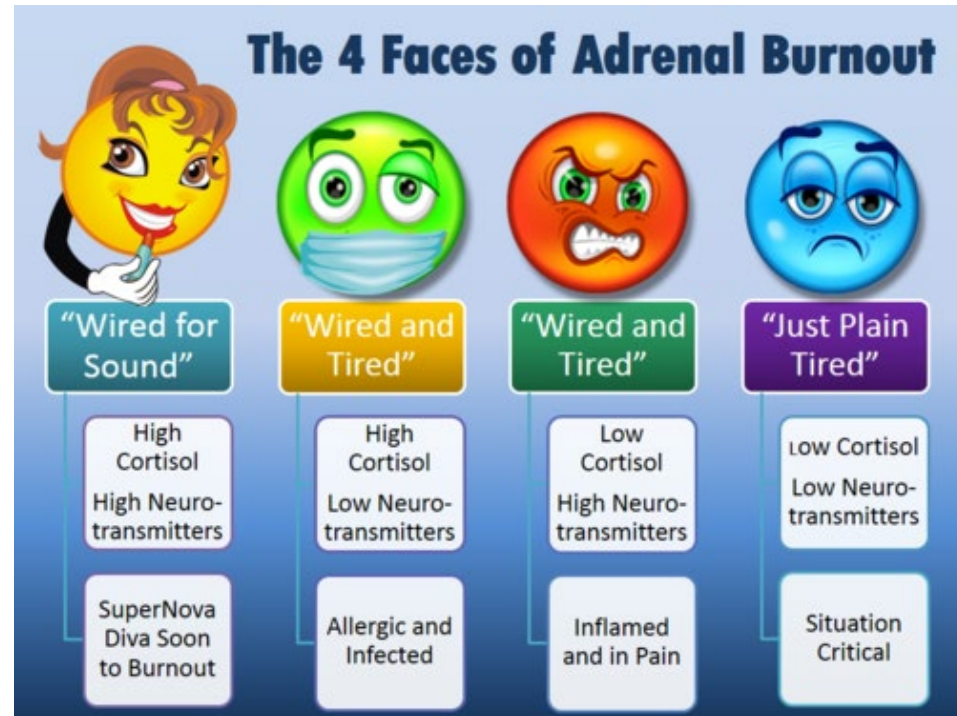 The 4 Faces of Adrenal Burnout
“Wired for
Sound”
High
Cortisol
High Neuro-
transmitters
SuperNova
Diva Soon
to Burnout
“Wired and
Tired”
High
Cortisol
Low Neuro-
transmitters
Allergic and
Infected
“Wired and
Tired”
Low
Cortisol
High Neuro-
transmitters
Inflamed
and in Pain
“Just Plain
Tired”
Low Cortisol
Low Neuro-
transmitters
Situation
Critical